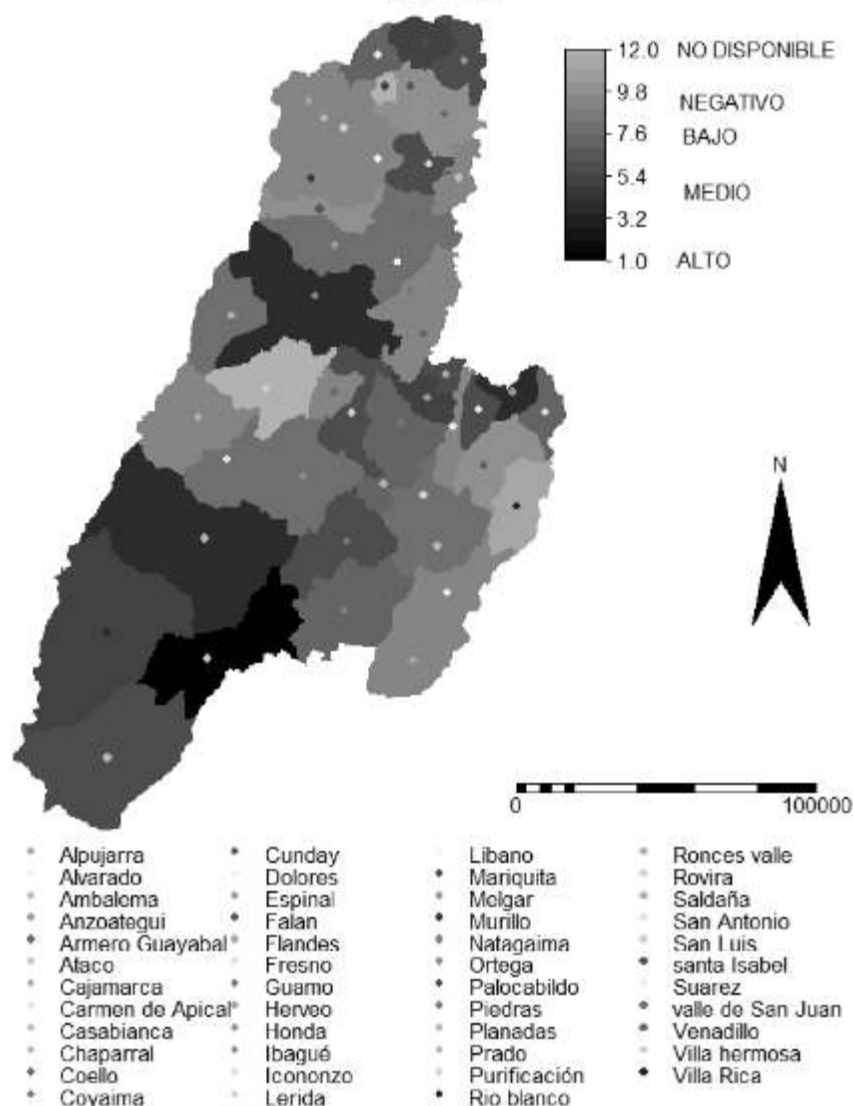 12.0 NO DISPONIBLE
9.8 NEGATIVO
7.6 BAJO
5.4
MEDIO
3.2
1.0 ALTO
N
0 100000
Alpujarra Cunday Libano Ronces valle
Alvarado Dolores Mariquita Rovira
Ambalema Espinal Melgar Saldaña
Anzoategui Falan Murillo San Antonio
Armero Guayabal Flandes Natagaima San Luis
Ataco Fresno Ortega santa Isabel
Cajamarca Guamo Palocabildo Suarez
Carmen de Apical Herveo Piedras valle de San Juan
Casabianca Honda Planadas Venadillo
Chaparral Ibagué Prado Villa hermosa
Coello Icononzo Purificación Villa Rica
Coyaima Lerida Rio blanco